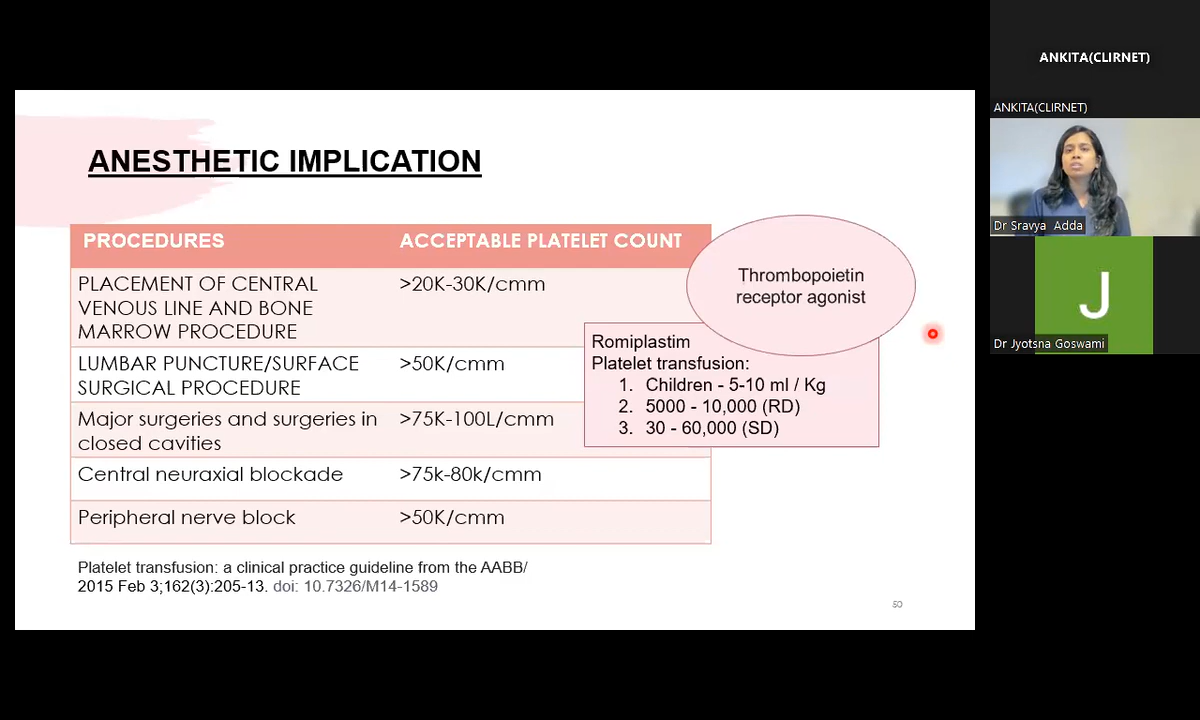 ANESTHETIC IMPLICATION
PROCEDURES
ACCEPTABLE PLATELET COUNT
PLACEMENT OF CENTRAL
VENOUS LINE AND BONE
MARROW PROCEDURE
>20K-30K/cmm
LUMBAR PUNCTURE/SURFACE
SURGICAL PROCEDURE
>50K/cmm
Major surgeries and surgeries in
closed cavities
>75K-100L/cmm
Central neuraxial blockade
>75k-80k/cmm
Peripheral nerve block
>50K/cmm
Thrombopoietin
receptor agonist
Romiplastim
Platelet transfusion:
1. Children - 5-10 ml / Kg
2. 5000 - 10,000 (RD)
3. 30 - 60,000 (SD)
Platelet transfusion: a clinical practice guideline from the AABB/
2015 Feb 3;162(3):205-13. doi: 10.7326/M14-1589
50
ANKITA(CLIRNET)
ANKITA(CLIRNET)
Dr Sravya Adda
J
Dr Jyotsna Goswami